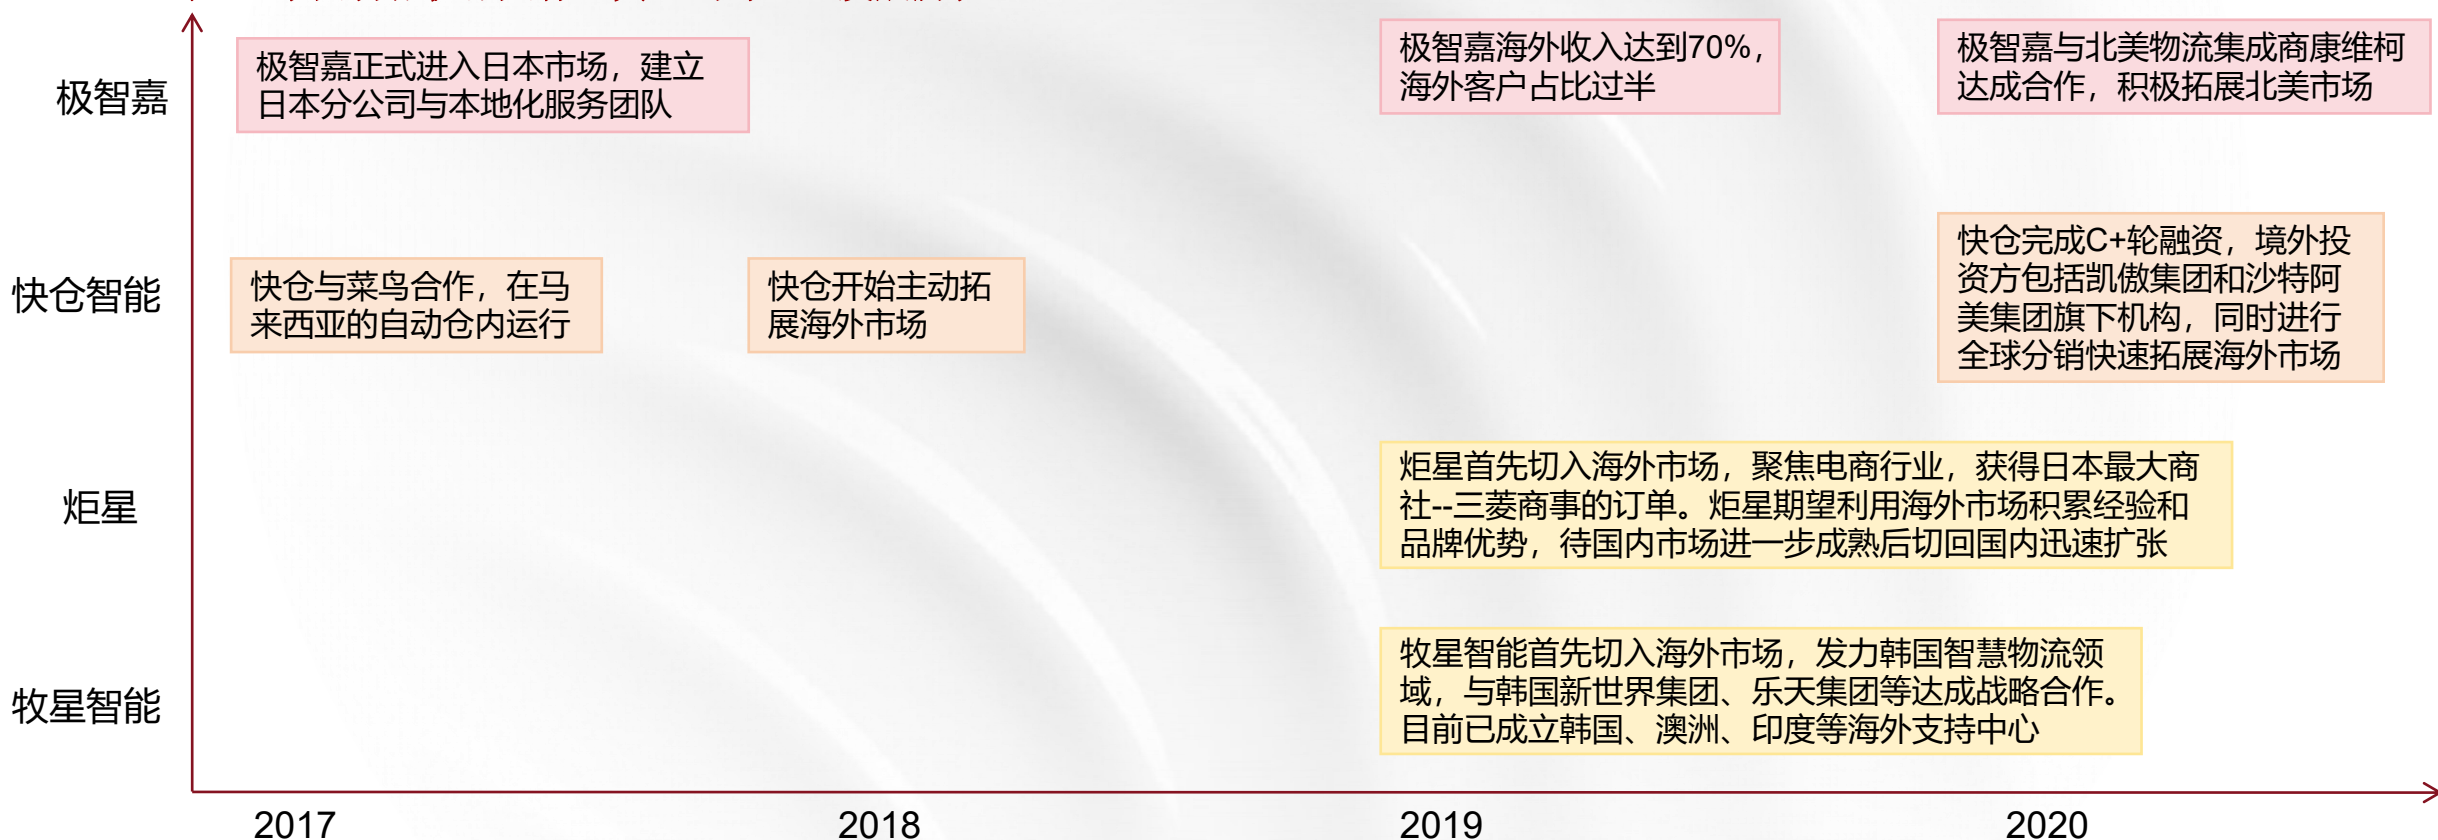 极智嘉
极智嘉正式进入日本市场，建立
日本分公司与本地化服务团队
极智嘉海外收入达到70%，
海外客户占比过半
极智嘉与北美物流集成商康维柯
达成合作，积极拓展北美市场
快仓智能
快仓与菜鸟合作，在马
来西亚的自动仓内运行
快仓开始主动拓
展海外市场
快仓完成C+轮融资，境外投
资方包括凯傲集团和沙特阿
美集团旗下机构，同时进行
全球分销快速拓展海外市场
炬星
炬星首先切入海外市场，聚焦电商行业，获得日本最大商
社--三菱商事的订单。炬星期望利用海外市场积累经验和
品牌优势，待国内市场进一步成熟后切回国内迅速扩张
牧星智能
牧星智能首先切入海外市场，发力韩国智慧物流领
域，与韩国新世界集团、乐天集团等达成战略合作。
目前已成立韩国、澳洲、印度等海外支持中心
2017
2018
2019
2020